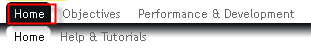 Home Objectives Performance & Development
Home Help & Tutorials